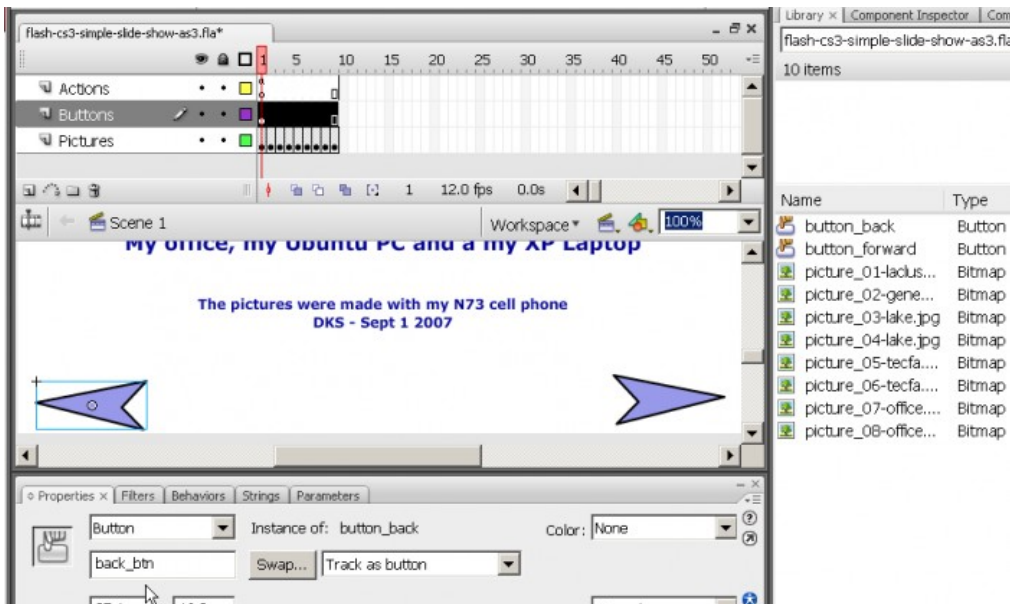 Library × Component Inspector Com
flash-cs3-simple-slide-show-as3.fla*
flash-cs3-simple-slide-show-as3.fla
10 items
1 5 10 15 20 25 30 35 40 45 50
Actions
Buttons
Pictures
1 12.0 fps 0.0s
Scene 1 Workspace 100%
My office, my Ubuntu PC and a my XP Laptop
The pictures were made with my N73 cell phone
DKS - Sept 1 2007
Name Type
button_back Button
button_forward Button
picture_01-laclus... Bitmap
picture_02-gene... Bitmap
picture_03-lake.jpg Bitmap
picture_04-lake.jpg Bitmap
picture_05-tecfa.... Bitmap
picture_06-tecfa.... Bitmap
picture_07-office.... Bitmap
picture_08-office... Bitmap
Properties × Filters Behaviors Strings Parameters
Button Instance of: button_back Color: None
back_btn Swap... Track as button